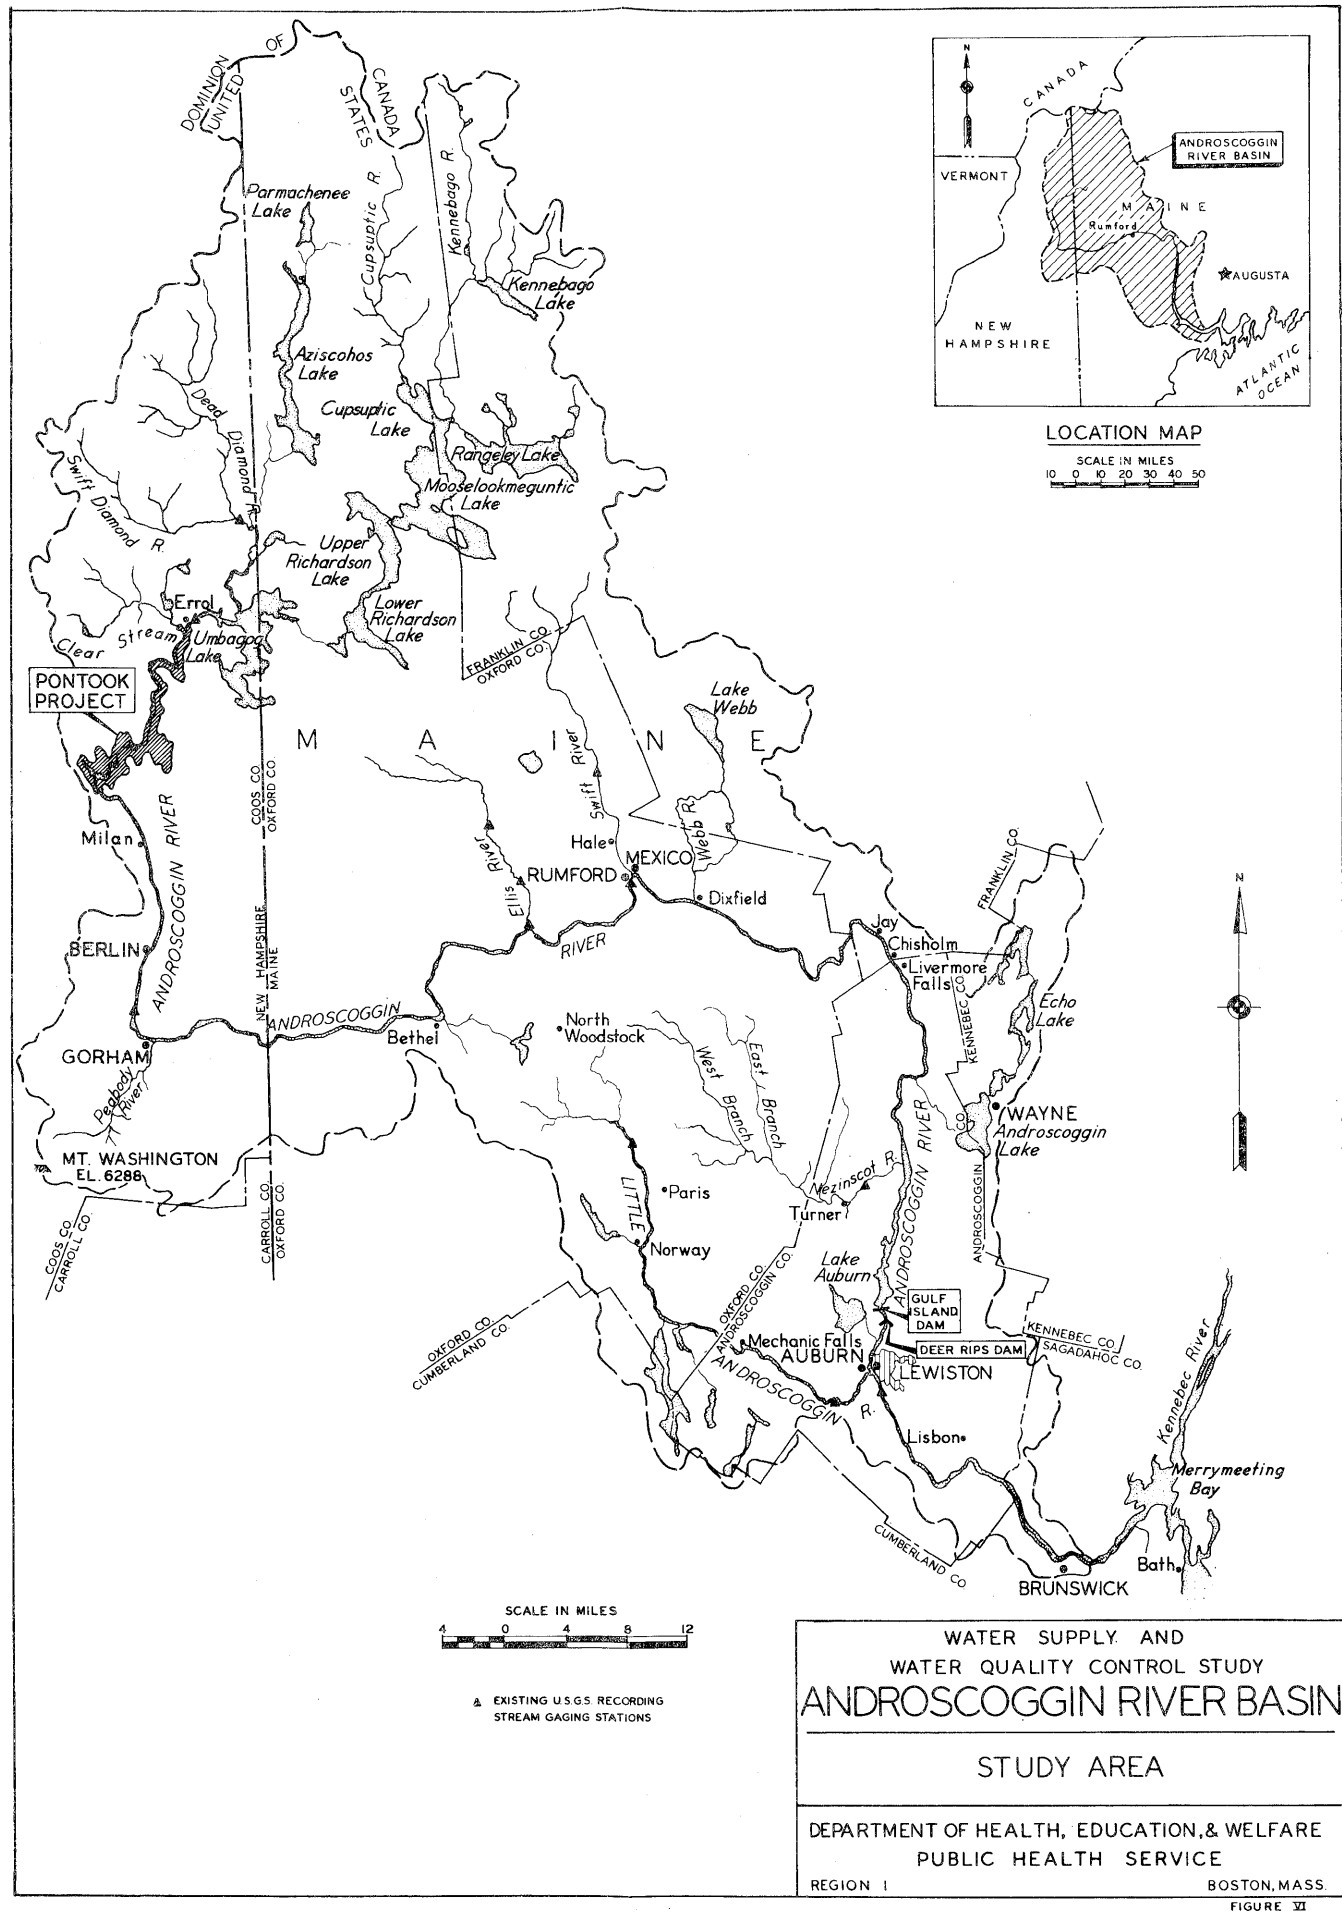 DOMINION OF CANADA
UNITED STATES
Parmachenee
Lake
Cupsuptic R.
Kennebago R.
Kennebago
Lake
Aziscohos
Lake
Cupsuptic
Lake
Dead Diamond R.
Swift Diamond R.
Rangeley Lake
Mooselookmeguntic
Lake
Upper
Richardson
Lake
Lower
Richardson
Lake
Errol
Clear Stream
Umbagog
Lake
PONTOOK
PROJECT
FRANKLIN CO.
OXFORD CO.
Lake
Webb
MAINE
COOS CO.
OXFORD CO.
Swift River
Webb R.
Milan
ANDROSCOGGIN RIVER
Ellis River
Hale
MEXICO
RUMFORD
Dixfield
BERLIN
NEW HAMPSHIRE
MAINE
RIVER
Jay
Chisholm
Livermore
Falls
FRANKLIN CO.
KENNEBEC CO.
Echo
Lake
ANDROSCOGGIN
Bethel
North
Woodstock
GORHAM
Peabody
River
West Branch
East Branch
WAYNE
Androscoggin
Lake
ANDROSCOGGIN CO.
MT. WASHINGTON
EL. 6288
COOS CO.
CARROLL CO.
CARROLL CO.
OXFORD CO.
Paris
LITTLE
Norway
Nezinscot R.
Turner
ANDROSCOGGIN RIVER
Lake
Auburn
GULF
ISLAND
DAM
DEER RIPS DAM
OXFORD CO.
ANDROSCOGGIN CO.
OXFORD CO.
CUMBERLAND CO.
Mechanic Falls
AUBURN
LEWISTON
ANDROSCOGGIN R.
Lisbon
KENNEBEC CO.
SAGADAHOC CO.
Kennebec River
Merrymeeting
Bay
CUMBERLAND CO
Bath
BRUNSWICK
N
N
CANADA
ANDROSCOGGIN
RIVER BASIN
VERMONT
MAINE
Rumford
AUGUSTA
NEW
HAMPSHIRE
ATLANTIC
OCEAN
LOCATION MAP
SCALE IN MILES
10 0 10 20 30 40 50
SCALE IN MILES
4 0 4 8 12
EXISTING U.S.G.S. RECORDING
STREAM GAGING STATIONS
WATER SUPPLY AND
WATER QUALITY CONTROL STUDY
ANDROSCOGGIN RIVER BASIN
STUDY AREA
DEPARTMENT OF HEALTH, EDUCATION, & WELFARE
PUBLIC HEALTH SERVICE
REGION I BOSTON, MASS.
FIGURE VI